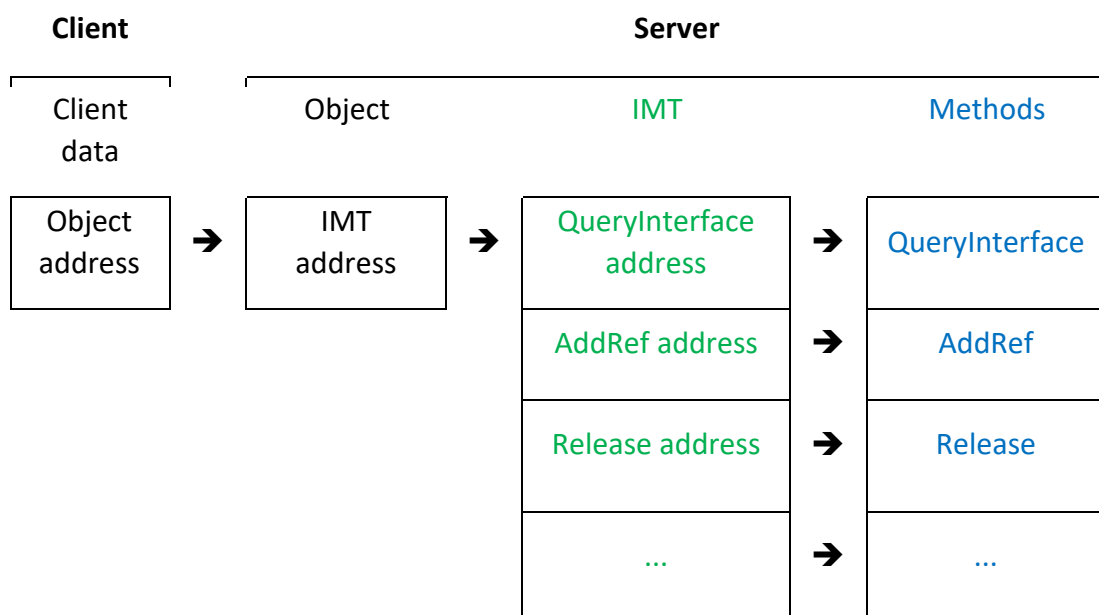 Client Server
Client Object IMT Methods
data
Object IMT QueryInterface QueryInterface
address address address
AddRef address AddRef
Release address Release
... ...